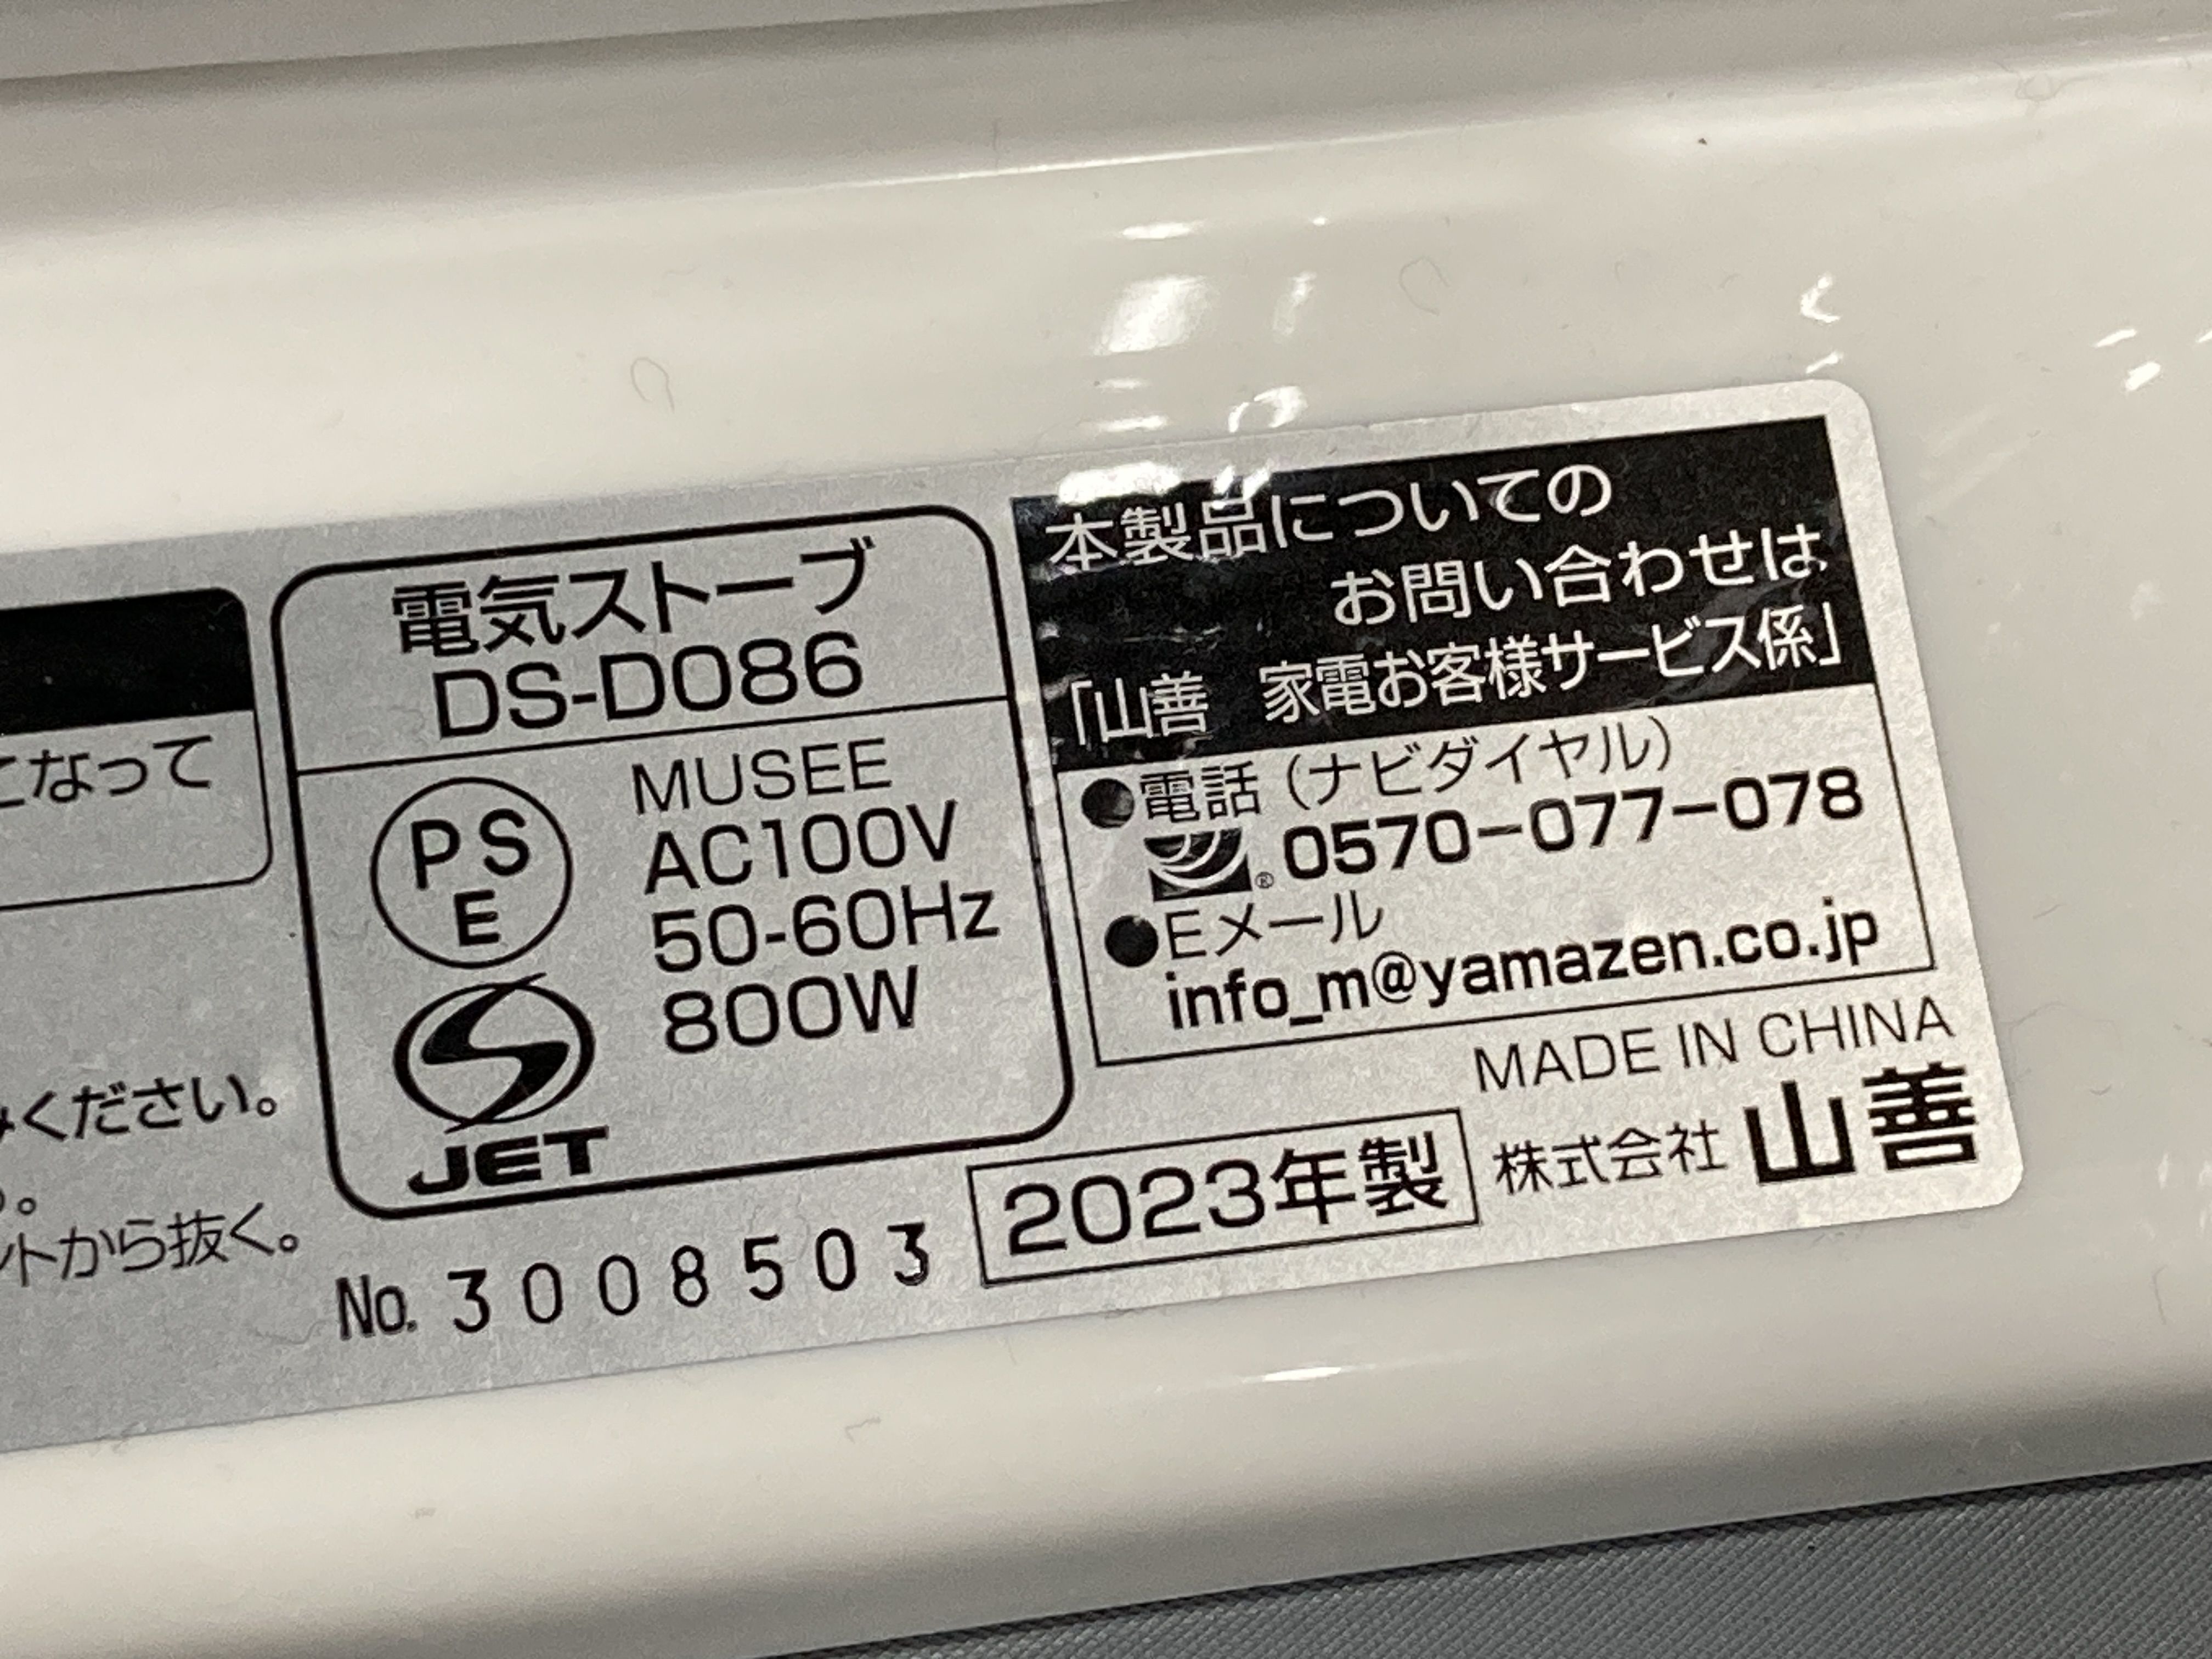 になって
ください。
。
ントから抜く。
電気ストーブ
DS-D086
PS
E
JET
MUSEE
AC100V
50-60Hz
800W
No. 3008503
本製品についての
お問い合わせは
「山善 家電お客様サービス係」
●電話（ナビダイヤル）
® 0570-077-078
●Eメール
info_m@yamazen.co.jp
MADE IN CHINA
2023年製
株式会社 山善